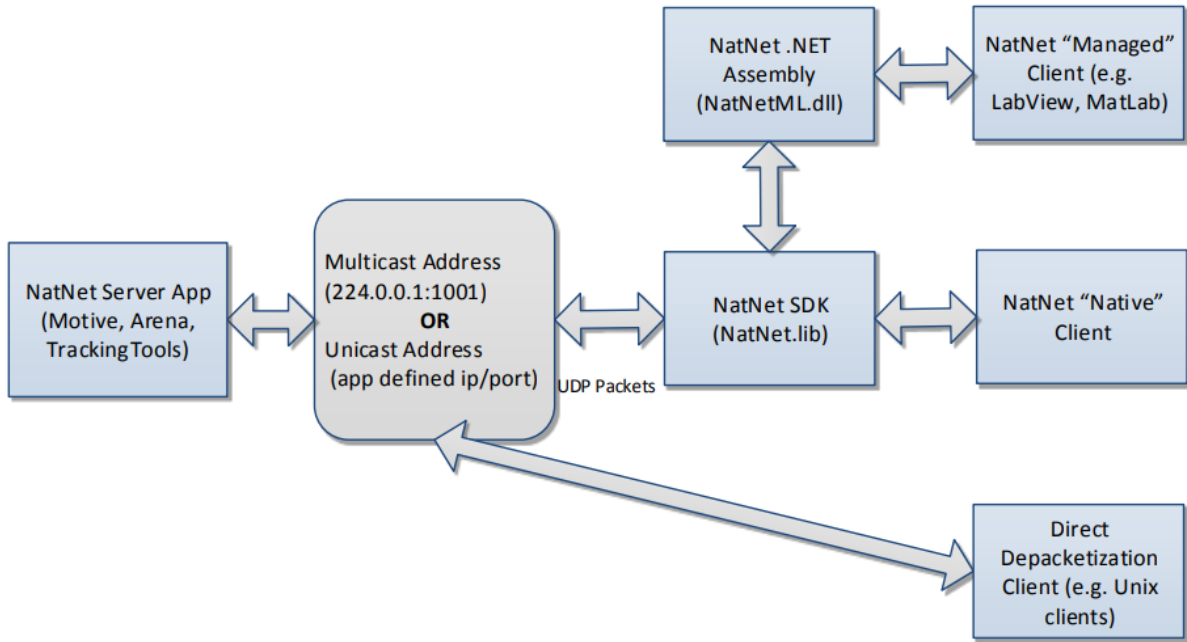 NatNet .NET
Assembly
(NatNetML.dll)
NatNet “Managed”
Client (e.g.
LabView, MatLab)
NatNet Server App
(Motive, Arena,
TrackingTools)
Multicast Address
(224.0.0.1:1001)
OR
Unicast Address
(app defined ip/port)
UDP Packets
NatNet SDK
(NatNet.lib)
NatNet “Native”
Client
Direct
Depacketization
Client (e.g. Unix
clients)